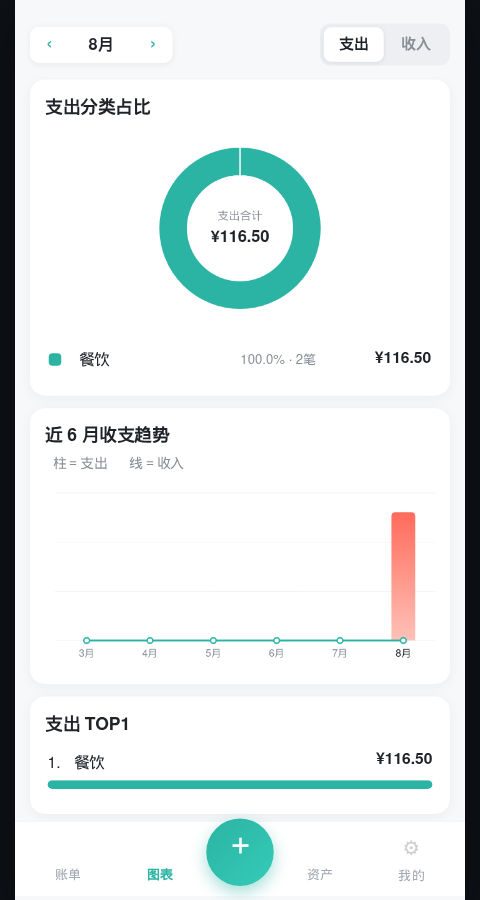 ‹ 8月 › 支出 收入
支出分类占比
支出合计
¥116.50
餐饮 100.0% · 2笔 ¥116.50
近 6 月收支趋势
柱 = 支出 线 = 收入
3月 4月 5月 6月 7月 8月
支出 TOP1
1. 餐饮 ¥116.50
+
账单 图表 资产 我的